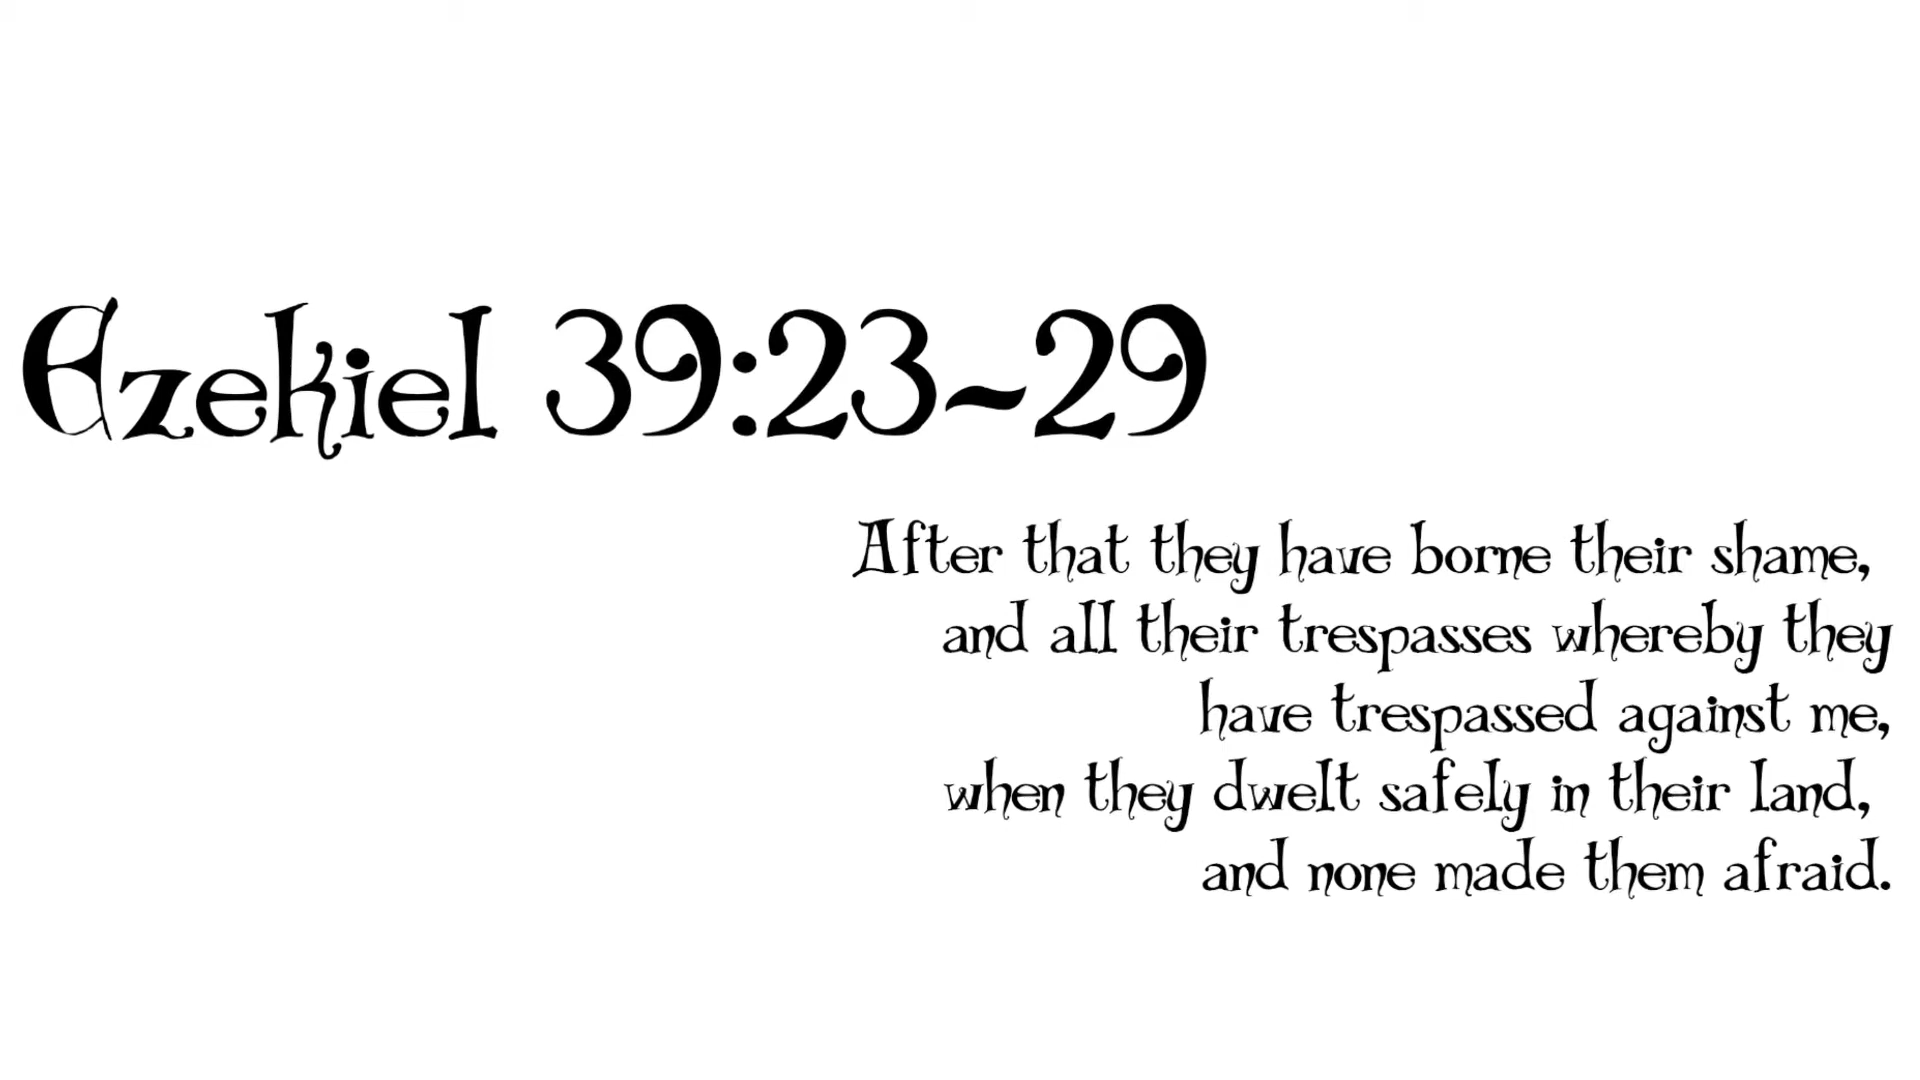 Ezekiel 39:23~29
After that they have borne their shame,
and all their trespasses whereby they
have trespassed against me,
when they dwelt safely in their land,
and none made them afraid.